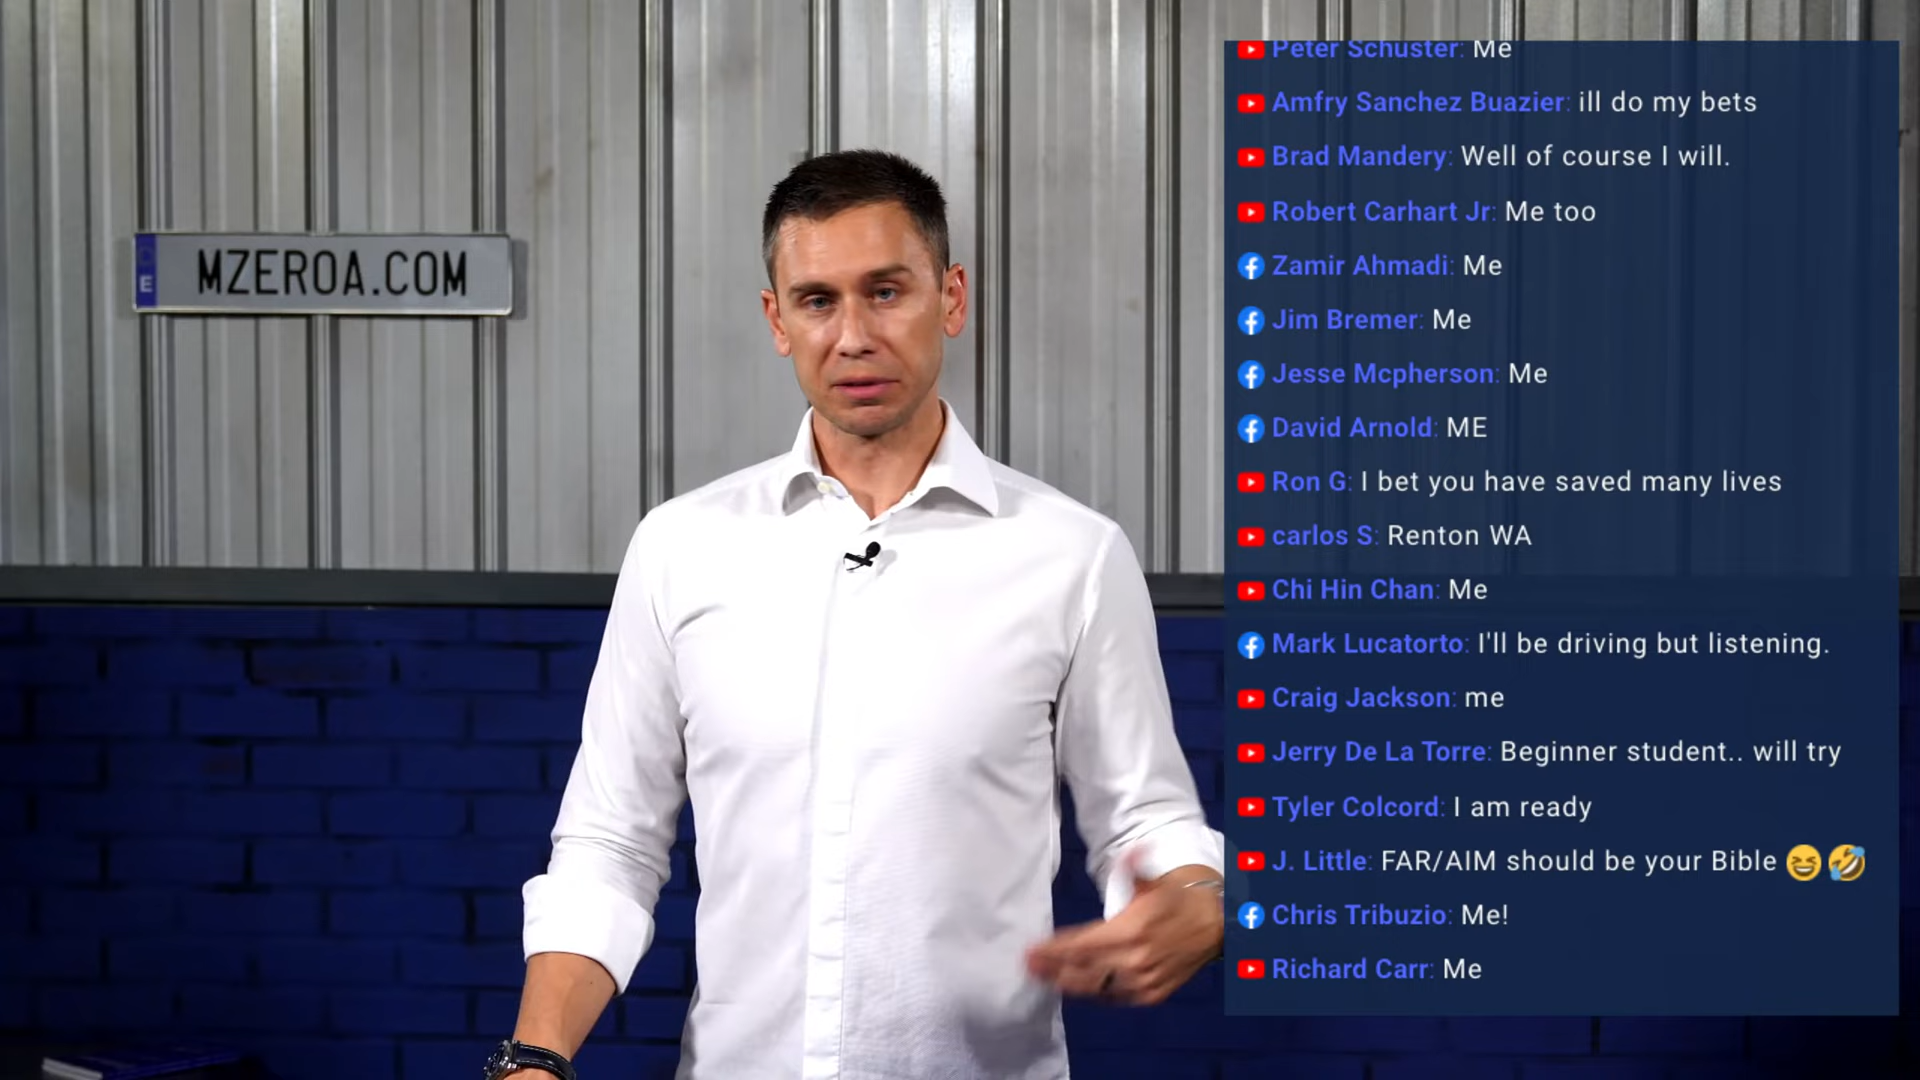 E
MZEROA.COM
Peter Schuster: Me
Amfry Sanchez Buazier: ill do my bets
Brad Mandery: Well of course I will.
Robert Carhart Jr: Me too
Zamir Ahmadi: Me
Jim Bremer: Me
Jesse Mcpherson: Me
David Arnold: ME
Ron G: I bet you have saved many lives
carlos S: Renton WA
Chi Hin Chan: Me
Mark Lucatorto: I'll be driving but listening.
Craig Jackson: me
Jerry De La Torre: Beginner student.. will try
Tyler Colcord: I am ready
J. Little: FAR/AIM should be your Bible 😆🤣
Chris Tribuzio: Me!
Richard Carr: Me